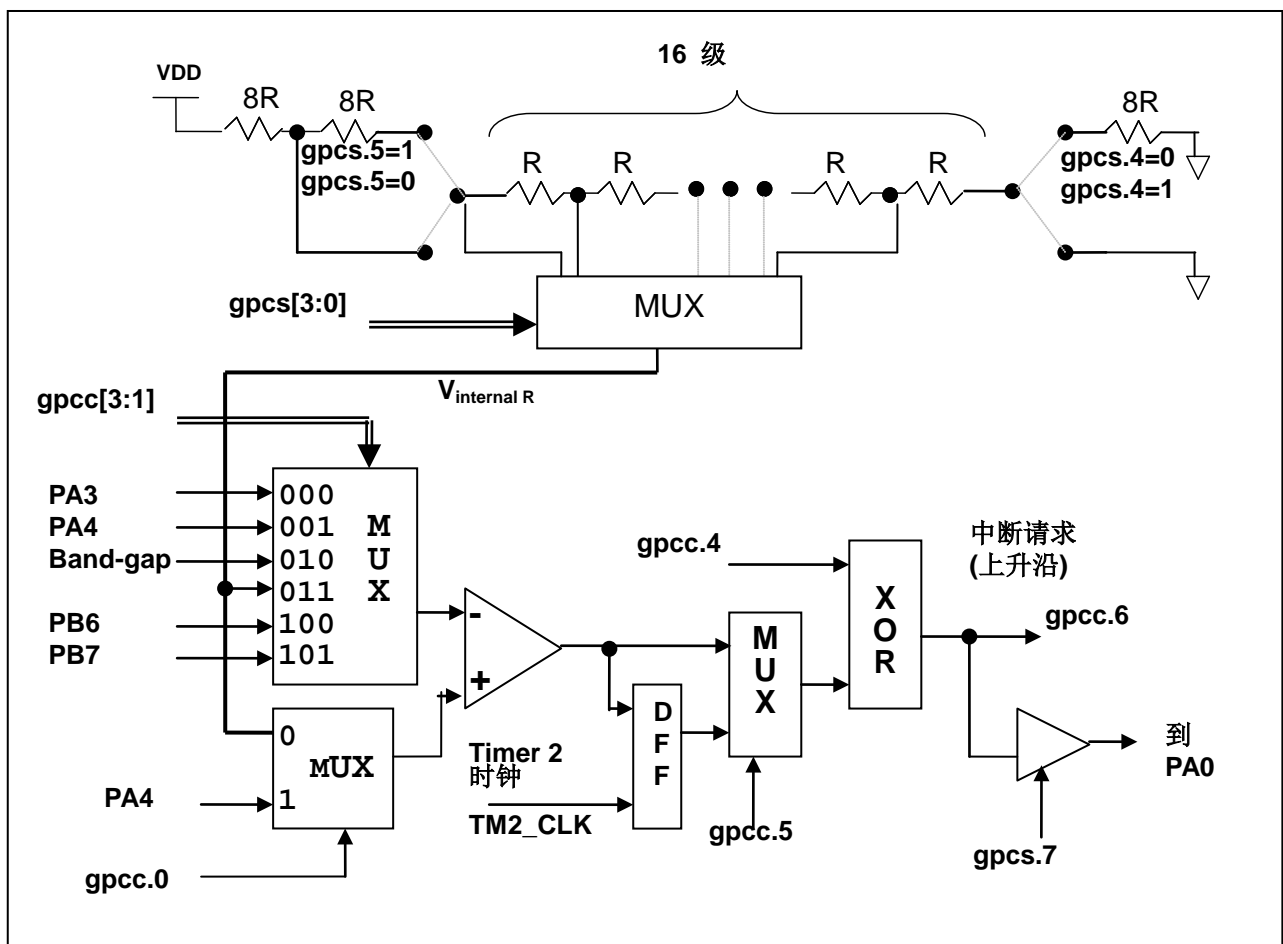 16 级
VDD
8R
8R
8R
gpcs.5=1
gpcs.5=0
R
R
R
R
gpcs.4=0
gpcs.4=1
MUX
gpcs[3:0]
V internal R
gpcc[3:1]
PA3
PA4
Band-gap
PB6
PB7
000
001
010
011
100
101
M
U
X
-
+
0
1
MUX
PA4
gpcc.0
Timer 2
时钟
TM2_CLK
D
F
F
M
U
X
gpcc.5
gpcc.4
X
O
R
中断请求
(上升沿)
gpcc.6
到
PA0
gpcs.7